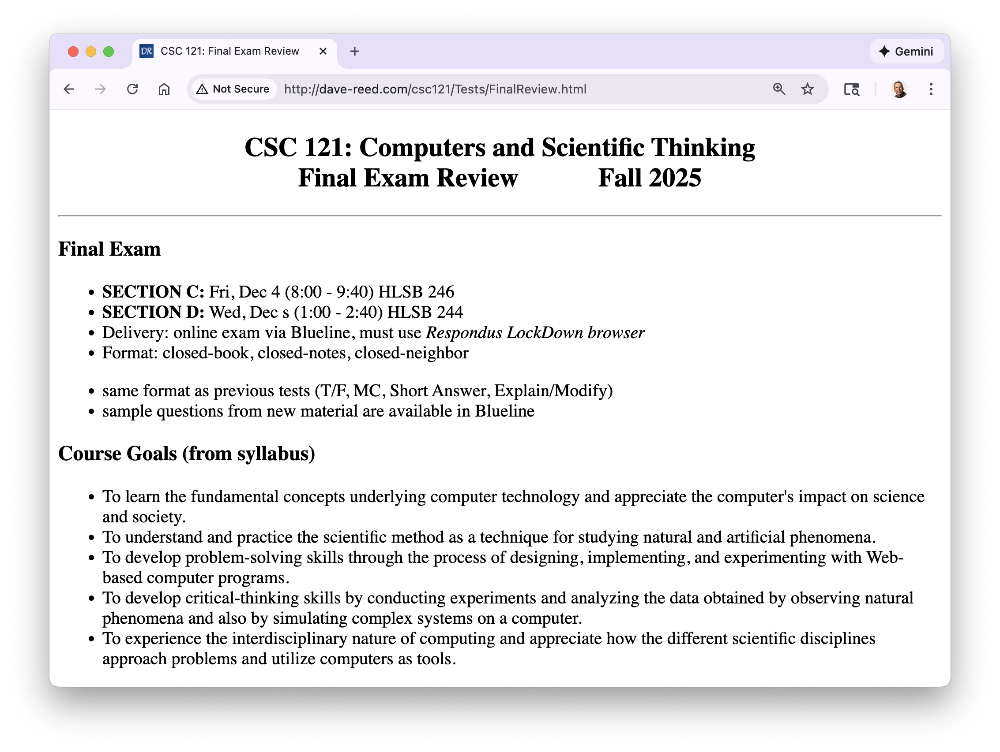 DR CSC 121: Final Exam Review
Gemini
Not Secure http://dave-reed.com/csc121/Tests/FinalReview.html
CSC 121: Computers and Scientific Thinking
Final Exam Review Fall 2025
Final Exam
• SECTION C: Fri, Dec 4 (8:00 - 9:40) HLSB 246
• SECTION D: Wed, Dec s (1:00 - 2:40) HLSB 244
• Delivery: online exam via Blueline, must use Respondus LockDown browser
• Format: closed-book, closed-notes, closed-neighbor
• same format as previous tests (T/F, MC, Short Answer, Explain/Modify)
• sample questions from new material are available in Blueline
Course Goals (from syllabus)
• To learn the fundamental concepts underlying computer technology and appreciate the computer's impact on science
and society.
• To understand and practice the scientific method as a technique for studying natural and artificial phenomena.
• To develop problem-solving skills through the process of designing, implementing, and experimenting with Web-
based computer programs.
• To develop critical-thinking skills by conducting experiments and analyzing the data obtained by observing natural
phenomena and also by simulating complex systems on a computer.
• To experience the interdisciplinary nature of computing and appreciate how the different scientific disciplines
approach problems and utilize computers as tools.